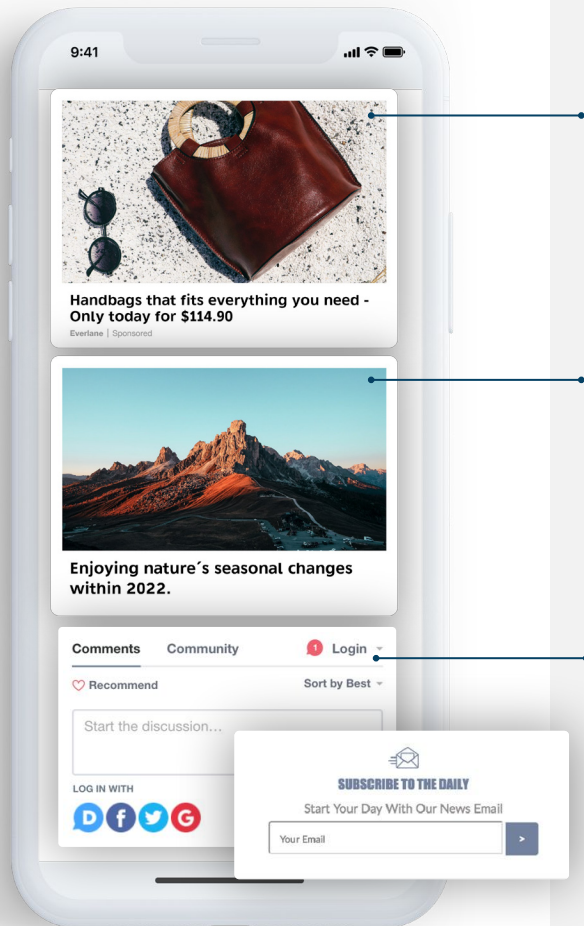 9:41
Handbags that fits everything you need -
Only today for $114.90
Everlane | Sponsored
Enjoying nature´s seasonal changes
within 2022.
Comments Community 1 Login
Recommend Sort by Best
Start the discussion...
LOG IN WITH
D f G
SUBSCRIBE TO THE DAILY
Start Your Day With Our News Email
Your Email >